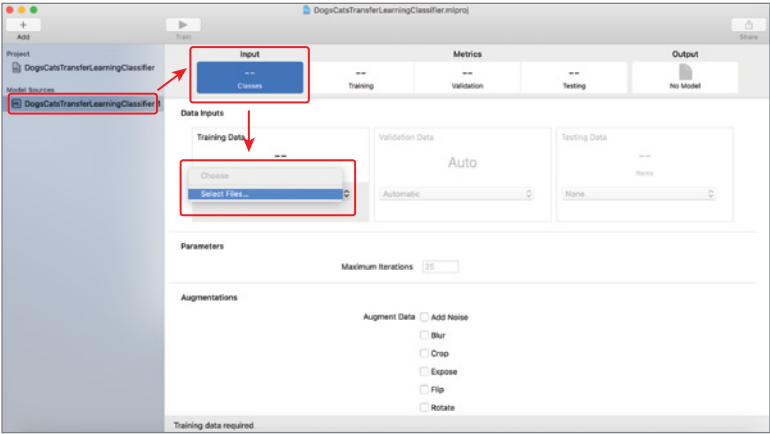 DogsCatsTransferLearningClassifier.mlproj
Add
Train
Share
Project
DogsCatsTransferLearningClassifier
Model Sources
DogsCatsTransferLearningClassifier 1
Input
Metrics
Output
--
Classes
--
Training
--
Validation
--
Testing
No Model
Data Inputs
Training Data
--
Choose
Select Files...
Validation Data
Auto
Automatic
Testing Data
--
Items
None
Parameters
Maximum Iterations 25
Augmentations
Augment Data Add Noise
Blur
Crop
Expose
Flip
Rotate
Training data required